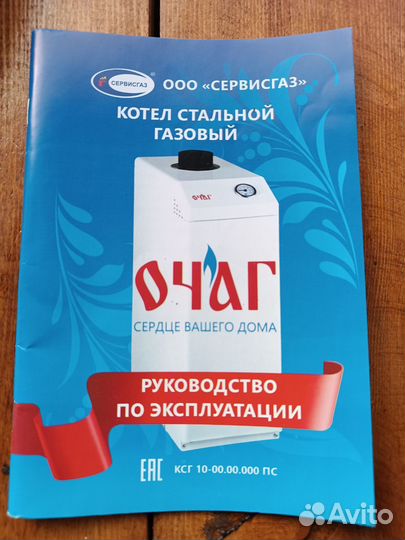 СЕРВИСГАЗ
ООО «СЕРВИСГАЗ»
КОТЕЛ СТАЛЬНОЙ
ГАЗОВЫЙ
ОЧАГ
ОЧАГ
СЕРДЦЕ ВАШЕГО ДОМА
РУКОВОДСТВО
ПО ЭКСПЛУАТАЦИИ
ЕАС КСГ 10-00.00.000 ПС
Avito